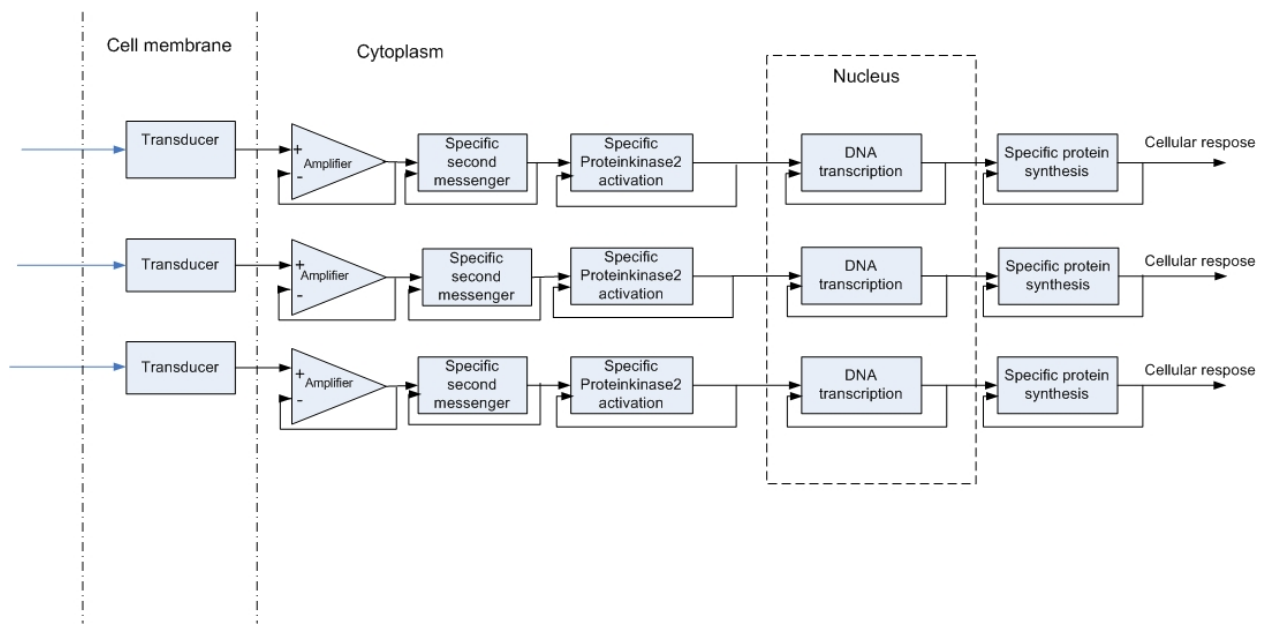 Cell membrane
Cytoplasm
Nucleus
Transducer
+
-
Amplifier
Specific
second
messenger
Specific
Proteinkinase2
activation
DNA
transcription
Specific protein
synthesis
Cellular respose
Transducer
+
-
Amplifier
Specific
second
messenger
Specific
Proteinkinase2
activation
DNA
transcription
Specific protein
synthesis
Cellular respose
Transducer
+
-
Amplifier
Specific
second
messenger
Specific
Proteinkinase2
activation
DNA
transcription
Specific protein
synthesis
Cellular respose